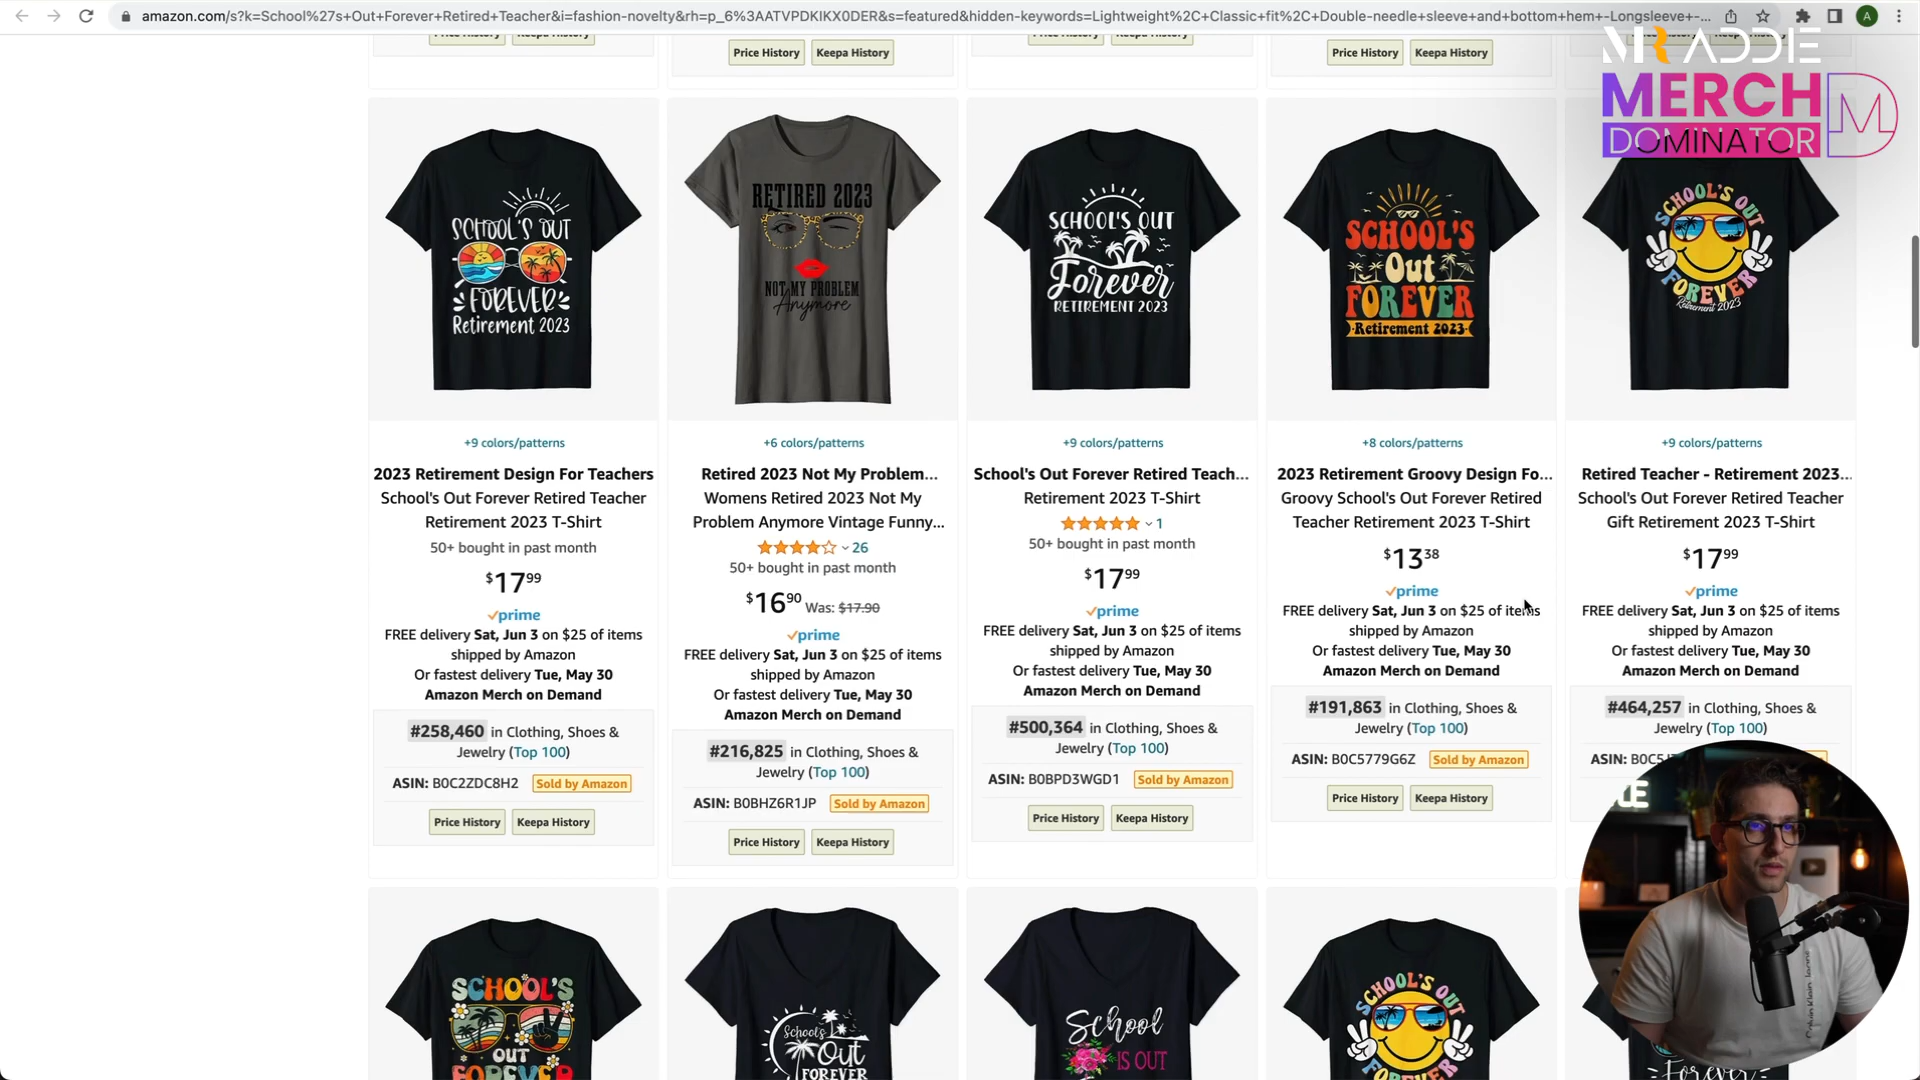 amazon.com/s?k=School%27s+Out+Forever+Retired+Teacher&i=fashion-novelty&rh=p_6%3AATVPDKIKX0DER&s=featured&hidden-keywords=Lightweight%2C+Classic+fit%2C+Double-needle+sleeve+and+bottom+hem+-Longsleeve+-...
A
Price History Keepa History
Price History Keepa History
Price History Keepa History
Price History Keepa History
MR ADDIE
MERCH
DOMINATOR
SCHOOL'S OUT
FOREVER
Retirement 2023
RETIRED 2023
NOT MY PROBLEM
Anymore
SCHOOL'S OUT
Forever
RETIREMENT 2023
SCHOOL'S
Out
FOREVER
Retirement 2023
SCHOOL'S OUT
FOREVER
Retirement 2023
+9 colors/patterns
2023 Retirement Design For Teachers
School's Out Forever Retired Teacher
Retirement 2023 T-Shirt
50+ bought in past month
$17.99
prime
FREE delivery Sat, Jun 3 on $25 of items
shipped by Amazon
Or fastest delivery Tue, May 30
Amazon Merch on Demand
#258,460 in Clothing, Shoes &
Jewelry (Top 100)
ASIN: B0C2ZDC8H2 Sold by Amazon
Price History Keepa History
+6 colors/patterns
Retired 2023 Not My Problem...
Womens Retired 2023 Not My
Problem Anymore Vintage Funny...
26
50+ bought in past month
$16.90 Was: $17.90
prime
FREE delivery Sat, Jun 3 on $25 of items
shipped by Amazon
Or fastest delivery Tue, May 30
Amazon Merch on Demand
#216,825 in Clothing, Shoes &
Jewelry (Top 100)
ASIN: B0BHZ6R1JP Sold by Amazon
Price History Keepa History
+9 colors/patterns
School's Out Forever Retired Teach...
Retirement 2023 T-Shirt
1
50+ bought in past month
$17.99
prime
FREE delivery Sat, Jun 3 on $25 of items
shipped by Amazon
Or fastest delivery Tue, May 30
Amazon Merch on Demand
#500,364 in Clothing, Shoes &
Jewelry (Top 100)
ASIN: B0BPD3WGD1 Sold by Amazon
Price History Keepa History
+8 colors/patterns
2023 Retirement Groovy Design Fo...
Groovy School's Out Forever Retired
Teacher Retirement 2023 T-Shirt
$13.38
prime
FREE delivery Sat, Jun 3 on $25 of items
shipped by Amazon
Or fastest delivery Tue, May 30
Amazon Merch on Demand
#191,863 in Clothing, Shoes &
Jewelry (Top 100)
ASIN: B0C5779G6Z Sold by Amazon
Price History Keepa History
+9 colors/patterns
Retired Teacher - Retirement 2023...
School's Out Forever Retired Teacher
Gift Retirement 2023 T-Shirt
$17.99
prime
FREE delivery Sat, Jun 3 on $25 of items
shipped by Amazon
Or fastest delivery Tue, May 30
Amazon Merch on Demand
#464,257 in Clothing, Shoes &
Jewelry (Top 100)
ASIN:
SCHOOL'S
OUT
FOREVER
School's
Out
FOREVER
School
IS OUT
SCHOOL'S OUT
FOREVER
Forever
Calvin Klein Jeans